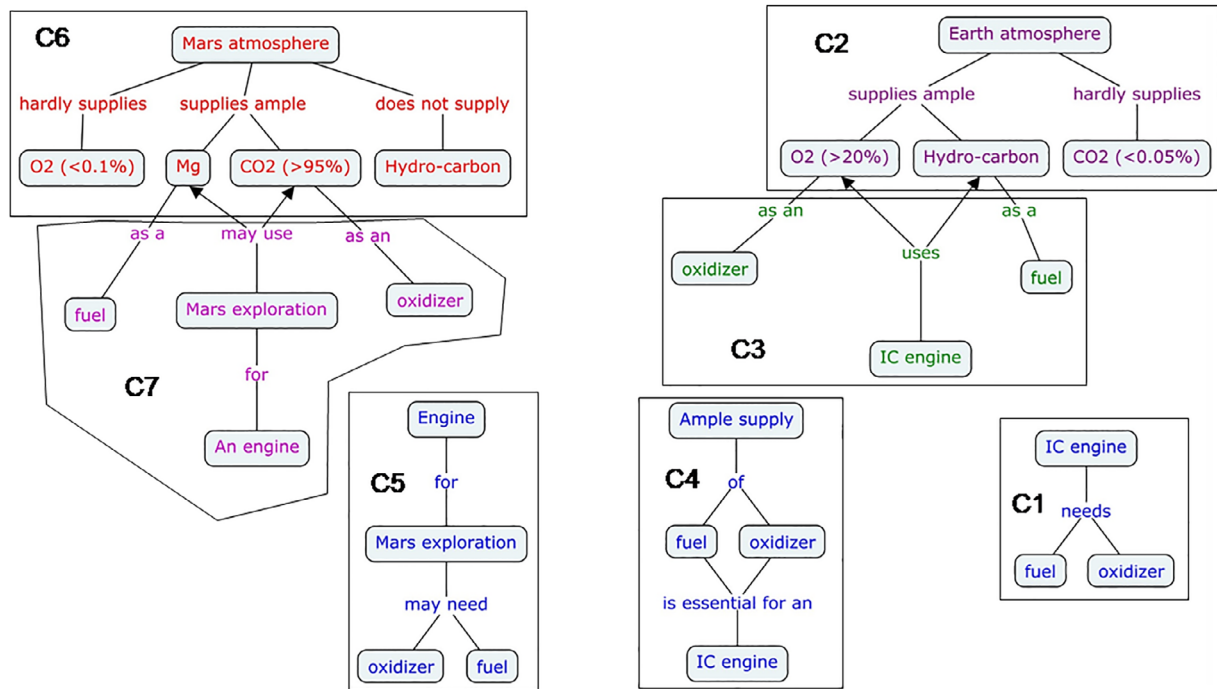 C6
Mars atmosphere
hardly supplies
supplies ample
does not supply
O2 (<0.1%)
Mg
CO2 (>95%)
Hydro-carbon
as a
may use
as an
fuel
Mars exploration
oxidizer
C7
for
An engine
C2
Earth atmosphere
supplies ample
hardly supplies
O2 (>20%)
Hydro-carbon
CO2 (<0.05%)
as an
as a
uses
oxidizer
fuel
C3
IC engine
Engine
C5
for
Mars exploration
may need
oxidizer
fuel
Ample supply
C4
of
fuel
oxidizer
is essential for an
IC engine
IC engine
C1
needs
fuel
oxidizer